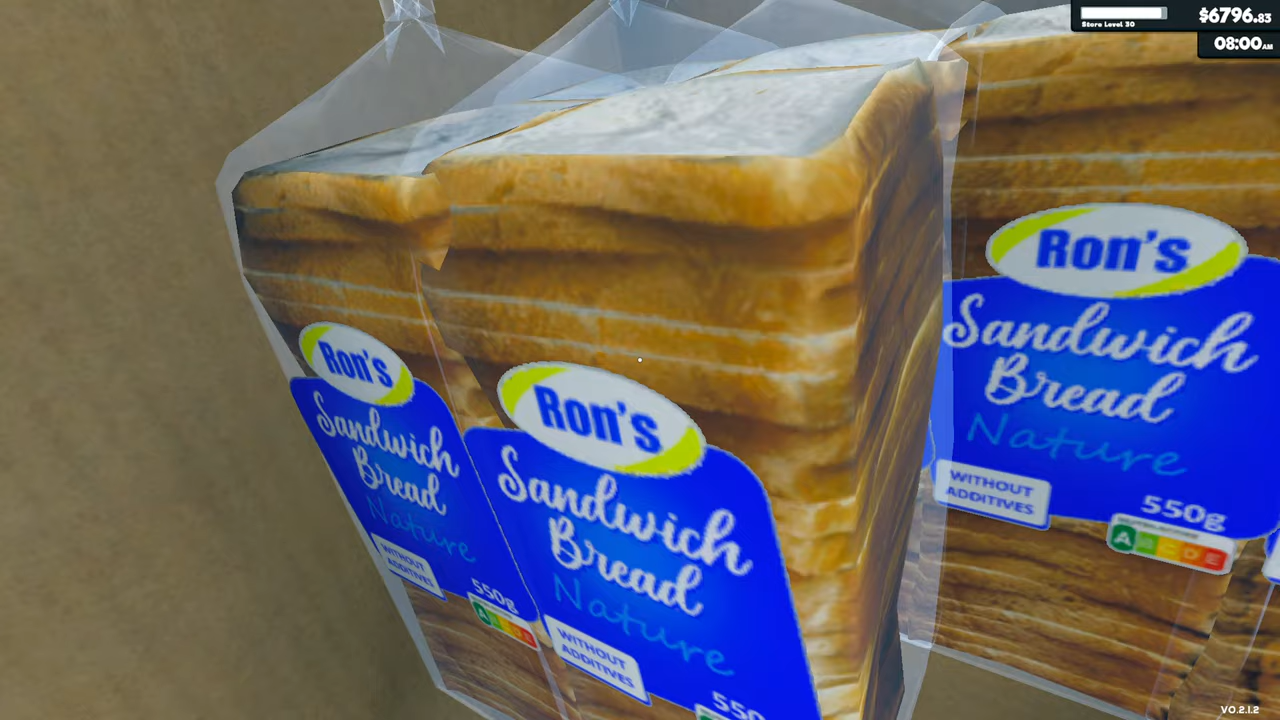 $6796.83
Store Level 30
08:00AM
Ron's
Sandwich
Bread
Nature
WITHOUT
ADDITIVES
550g
A
Ron's
Sandwich
Bread
Nature
WITHOUT
ADDITIVES
550
Ron's
Sandwich
Bread
Nature
WITHOUT
ADDITIVES
550g
A B C D E
V0.2.1.2